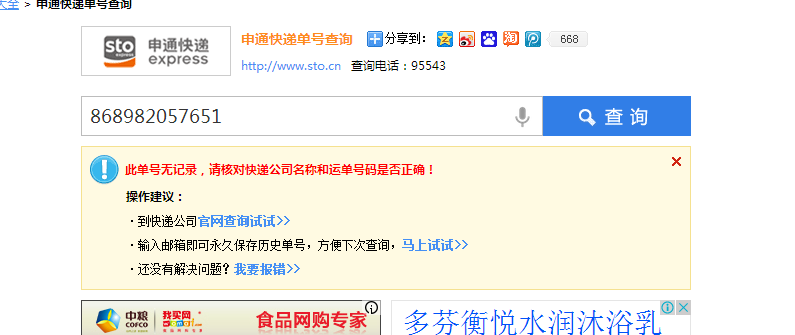 大全 > 申通快递单号查询
sto express 申通快递 express
申通快递单号查询 分享到： 淘 668
http://www.sto.cn 查询电话：95543
868982057651 查询
此单号无记录，请核对快递公司名称和运单号码是否正确！
操作建议：
· 到快递公司官网查询试试>>
· 输入邮箱即可永久保存历史单号，方便下次查询，马上试试>>
· 还没有解决问题？我要报错>>
中粮 COFCO 我买网 食品网购专家
多芬衡悦水润沐浴乳